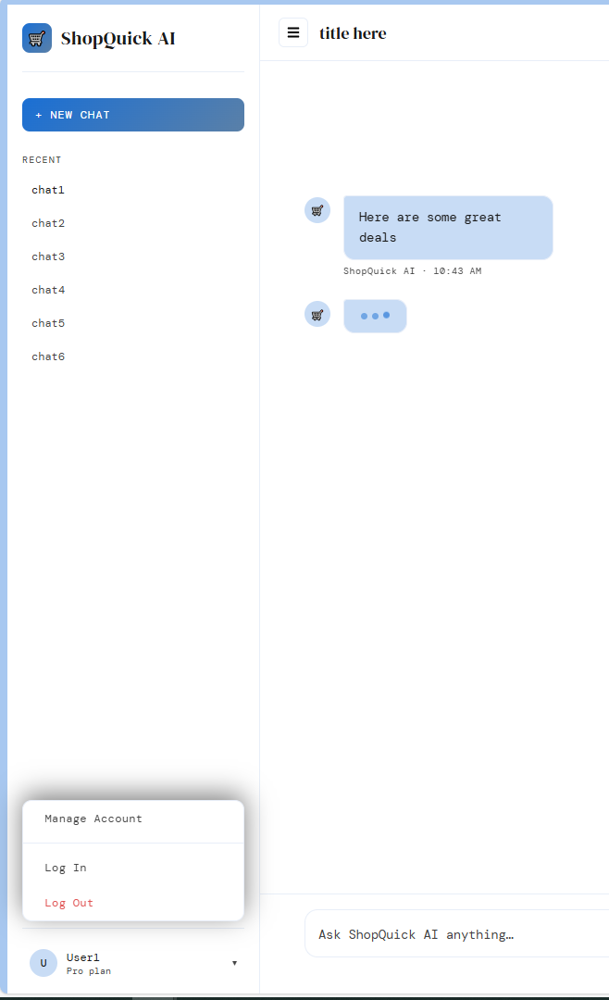 ShopQuick AI
+ NEW CHAT
RECENT
chat1
chat2
chat3
chat4
chat5
chat6
Manage Account
Log In
Log Out
U
User1
Pro plan
title here
Here are some great
deals
ShopQuick AI · 10:43 AM
Ask ShopQuick AI anything…